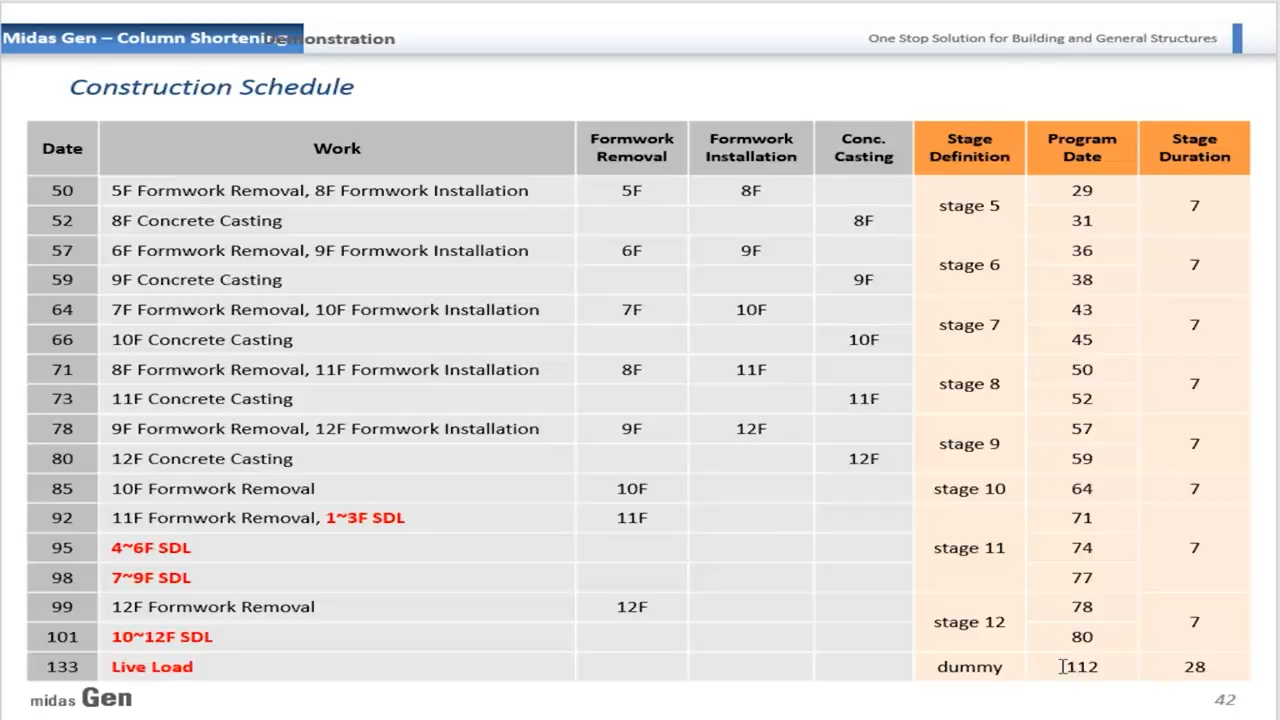 Midas Gen – Column Shortening Demonstration
One Stop Solution for Building and General Structures
Construction Schedule
Date Work Formwork Removal Formwork Installation Conc. Casting Stage Definition Program Date Stage Duration
50 5F Formwork Removal, 8F Formwork Installation 5F 8F stage 5 29 7
52 8F Concrete Casting 8F 31
57 6F Formwork Removal, 9F Formwork Installation 6F 9F stage 6 36 7
59 9F Concrete Casting 9F 38
64 7F Formwork Removal, 10F Formwork Installation 7F 10F stage 7 43 7
66 10F Concrete Casting 10F 45
71 8F Formwork Removal, 11F Formwork Installation 8F 11F stage 8 50 7
73 11F Concrete Casting 11F 52
78 9F Formwork Removal, 12F Formwork Installation 9F 12F stage 9 57 7
80 12F Concrete Casting 12F 59
85 10F Formwork Removal 10F stage 10 64 7
92 11F Formwork Removal, 1~3F SDL 11F 71
95 4~6F SDL stage 11 74 7
98 7~9F SDL 77
99 12F Formwork Removal 12F stage 12 78 7
101 10~12F SDL 80
133 Live Load dummy 112 28
midas Gen
42